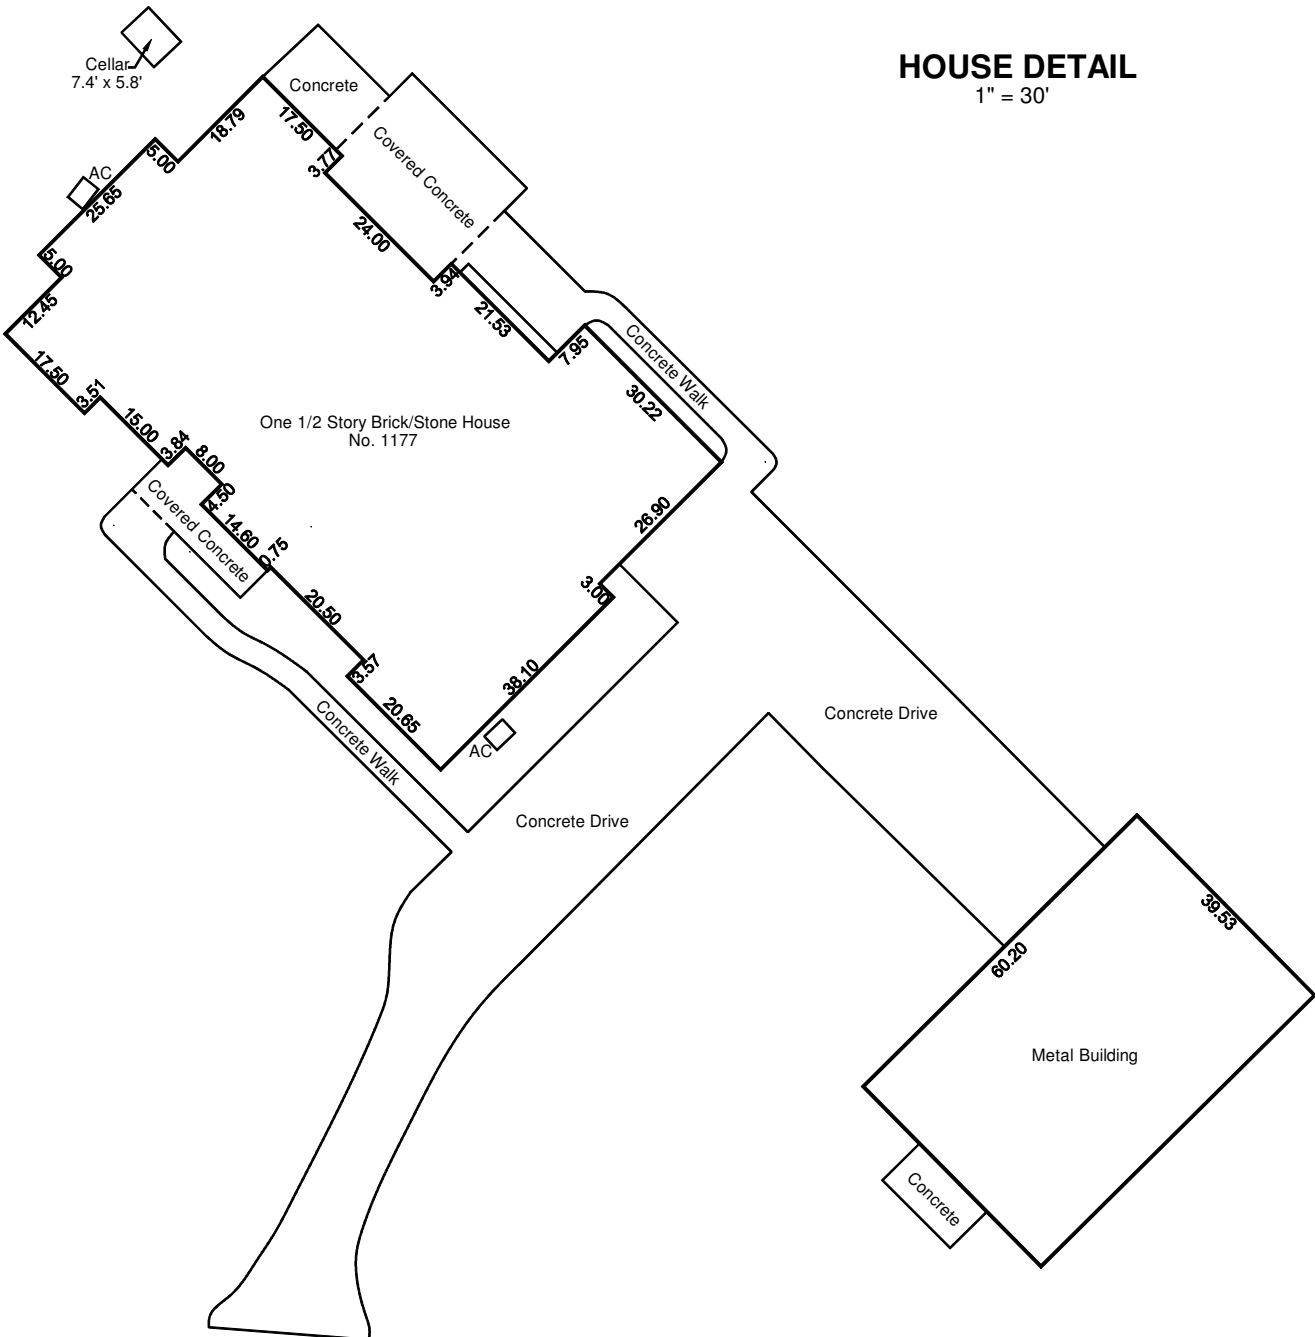 HOUSE DETAIL
1" = 30'
Cellar
7.4' x 5.8'
Concrete
17.50
18.79
5.00
3.77
Covered Concrete
AC
25.65
24.00
5.00
3.94
12.45
21.53
7.95
Concrete Walk
17.50
3.51
30.22
15.00
One 1/2 Story Brick/Stone House
No. 1177
3.84
8.00
4.50
Covered Concrete
14.60
0.75
26.90
3.00
20.50
3.57
38.10
20.65
Concrete Walk
AC
Concrete Drive
Concrete Drive
39.53
60.20
Metal Building
Concrete